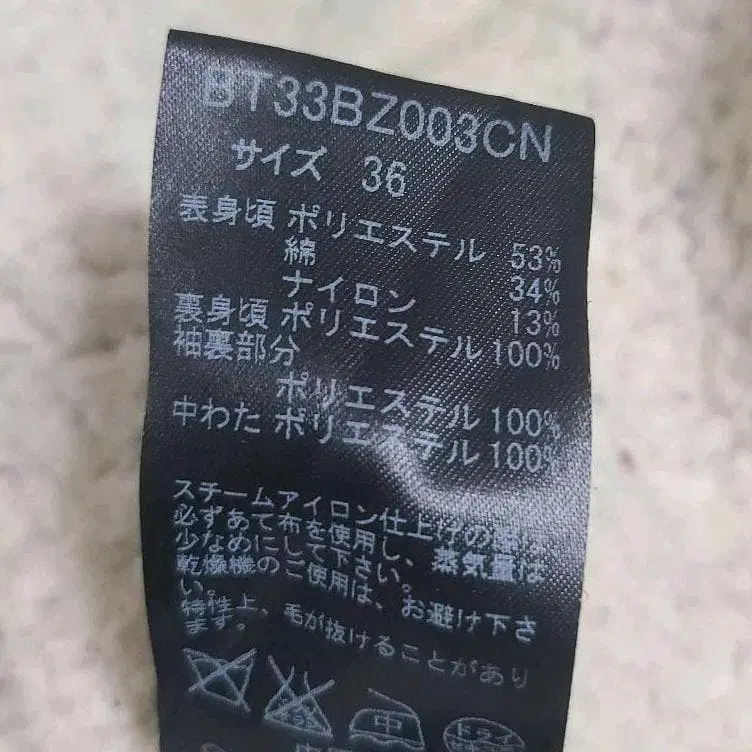 BT33BZ003CN
サイズ 36
表身頃 ポリエステル 53%
綿 34%
ナイロン 13%
裏身頃 ポリエステル 100%
袖裏部分
ポリエステル 100%
中わた ポリエステル 100%
スチームアイロン仕上げの
必ずあて布を使用し、蒸気量は
少なめにして下さい。
乾燥機のご使用は、お避け下さ
い。
特性上、毛が抜けることがあり
ます。
中
ドライ